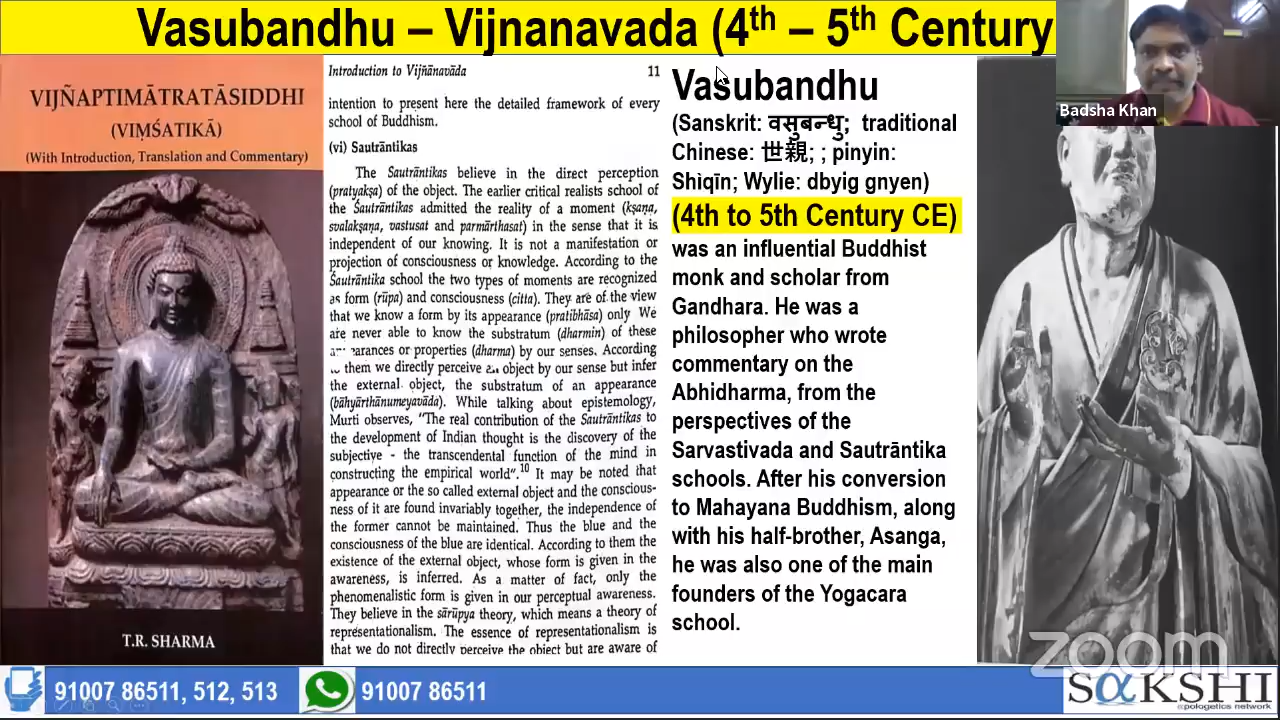 Vasubandhu – Vijnanavada (4th – 5th Century
Badsha Khan
VIJÑAPTIMĀTRATĀSIDDHI
(VIṂŚATIKĀ)
(With Introduction, Translation and Commentary)
T.R. SHARMA
Introduction to Vijñānavāda 11
intention to present here the detailed framework of every
school of Buddhism.
(vi) Sautrāntikas
The Sautrāntikas believe in the direct perception
(pratyakṣa) of the object. The earlier critical realists school of
the Sautrāntikas admitted the reality of a moment (kṣaṇa,
svalakṣaṇa, vastusat and parmārthasat) in the sense that it is
independent of our knowing. It is not a manifestation or
projection of consciousness or knowledge. According to the
Sautrāntika school the two types of moments are recognized
as form (rūpa) and consciousness (citta). They are of the view
that we know a form by its appearance (pratibhāsa) only We
are never able to know the substratum (dharmin) of these
or properties (dharma) by our senses. According
them we directly perceive object by our sense but infer
the external object, the substratum of an appearance
(bāhyārthānumeyavāda). While talking about epistemology,
Murti observes, "The real contribution of the Sautrāntikas to
the development of Indian thought is the discovery of the
subjective - the transcendental function of the mind in
constructing the empirical world".10 It may be noted that
appearance or the so called external object and the conscious-
ness of it are found invariably together, the independence of
the former cannot be maintained. Thus the blue and the
consciousness of the blue are identical. According to them the
existence of the external object, whose form is given in the
awareness, is inferred. As a matter of fact, only the
phenomenalistic form is given in our perceptual awareness.
They believe in the sārūpya theory, which means a theory of
representationalism. The essence of representationalism is
that we do not directly perceive the object but are aware of
Vasubandhu
(Sanskrit: वसुबन्धु; traditional
Chinese: 世親; ; pinyin:
Shìqīn; Wylie: dbyig gnyen)
(4th to 5th Century CE)
was an influential Buddhist
monk and scholar from
Gandhara. He was a
philosopher who wrote
commentary on the
Abhidharma, from the
perspectives of the
Sarvastivada and Sautrāntika
schools. After his conversion
to Mahayana Buddhism, along
with his half-brother, Asanga,
he was also one of the main
founders of the Yogacara
school.
zoom
91007 86511, 512, 513
91007 86511
SαKSHI
@pologetics network